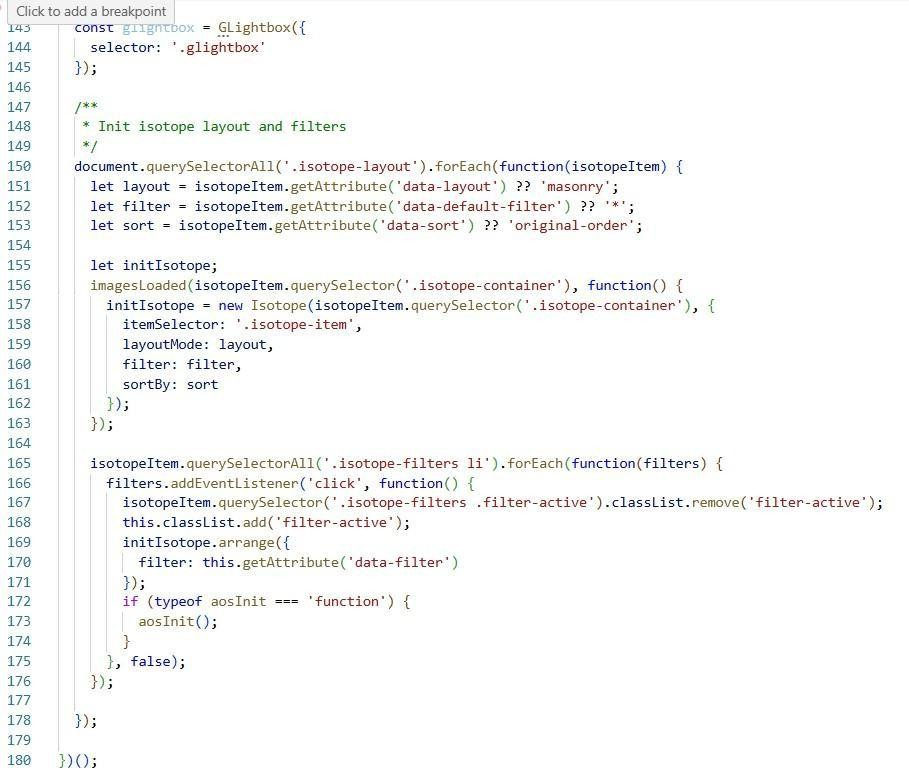 Click to add a breakpoint
143 const glightbox = GLightbox({
144 selector: '.glightbox'
145 });
146
147 /**
148 * Init isotope layout and filters
149 */
150 document.querySelectorAll('.isotope-layout').forEach(function(isotopeItem) {
151 let layout = isotopeItem.getAttribute('data-layout') ?? 'masonry';
152 let filter = isotopeItem.getAttribute('data-default-filter') ?? '*';
153 let sort = isotopeItem.getAttribute('data-sort') ?? 'original-order';
154
155 let initIsotope;
156 imagesLoaded(isotopeItem.querySelector('.isotope-container'), function() {
157 initIsotope = new Isotope(isotopeItem.querySelector('.isotope-container'), {
158 itemSelector: '.isotope-item',
159 layoutMode: layout,
160 filter: filter,
161 sortBy: sort
162 });
163 });
164
165 isotopeItem.querySelectorAll('.isotope-filters li').forEach(function(filters) {
166 filters.addEventListener('click', function() {
167 isotopeItem.querySelector('.isotope-filters .filter-active').classList.remove('filter-active');
168 this.classList.add('filter-active');
169 initIsotope.arrange({
170 filter: this.getAttribute('data-filter')
171 });
172 if (typeof aosInit === 'function') {
173 aosInit();
174 }
175 }, false);
176 });
177
178 });
179
180 })();